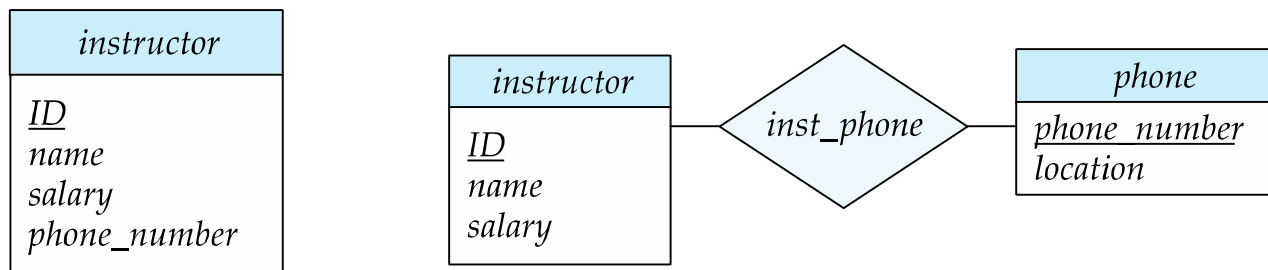 instructor
ID
name
salary
phone_number
instructor
ID
name
salary
inst_phone
phone
phone_number
location